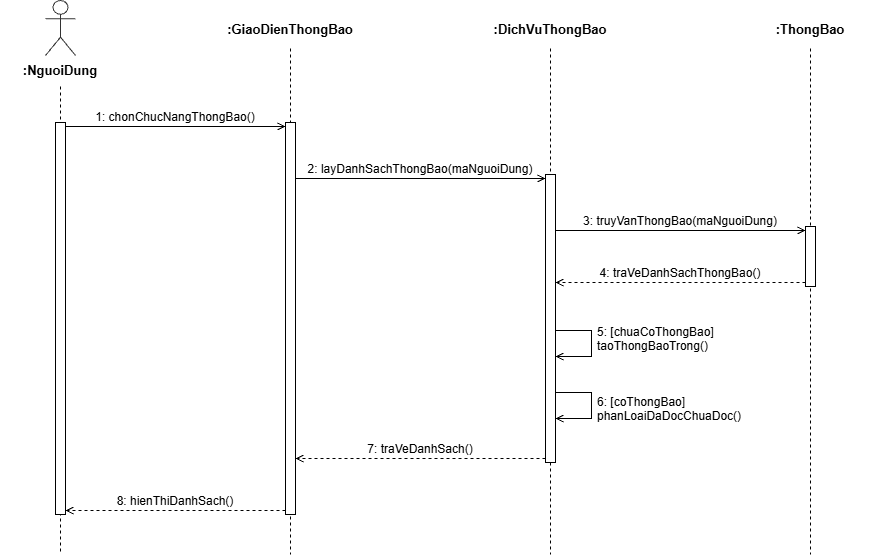 :NguoiDung
:GiaoDienThongBao
:DichVuThongBao
:ThongBao
1: chonChucNangThongBao()
2: layDanhSachThongBao(maNguoiDung)
3: truyVanThongBao(maNguoiDung)
4: traVeDanhSachThongBao()
5: [chuaCoThongBao]
taoThongBaoTrong()
6: [coThongBao]
phanLoaiDaDocChuaDoc()
7: traVeDanhSach()
8: hienThiDanhSach()